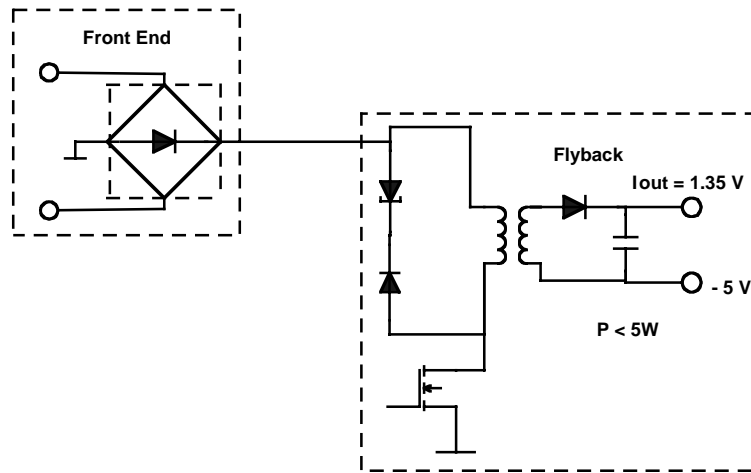 Front End
Flyback
Iout = 1.35 V
- 5 V
P < 5W